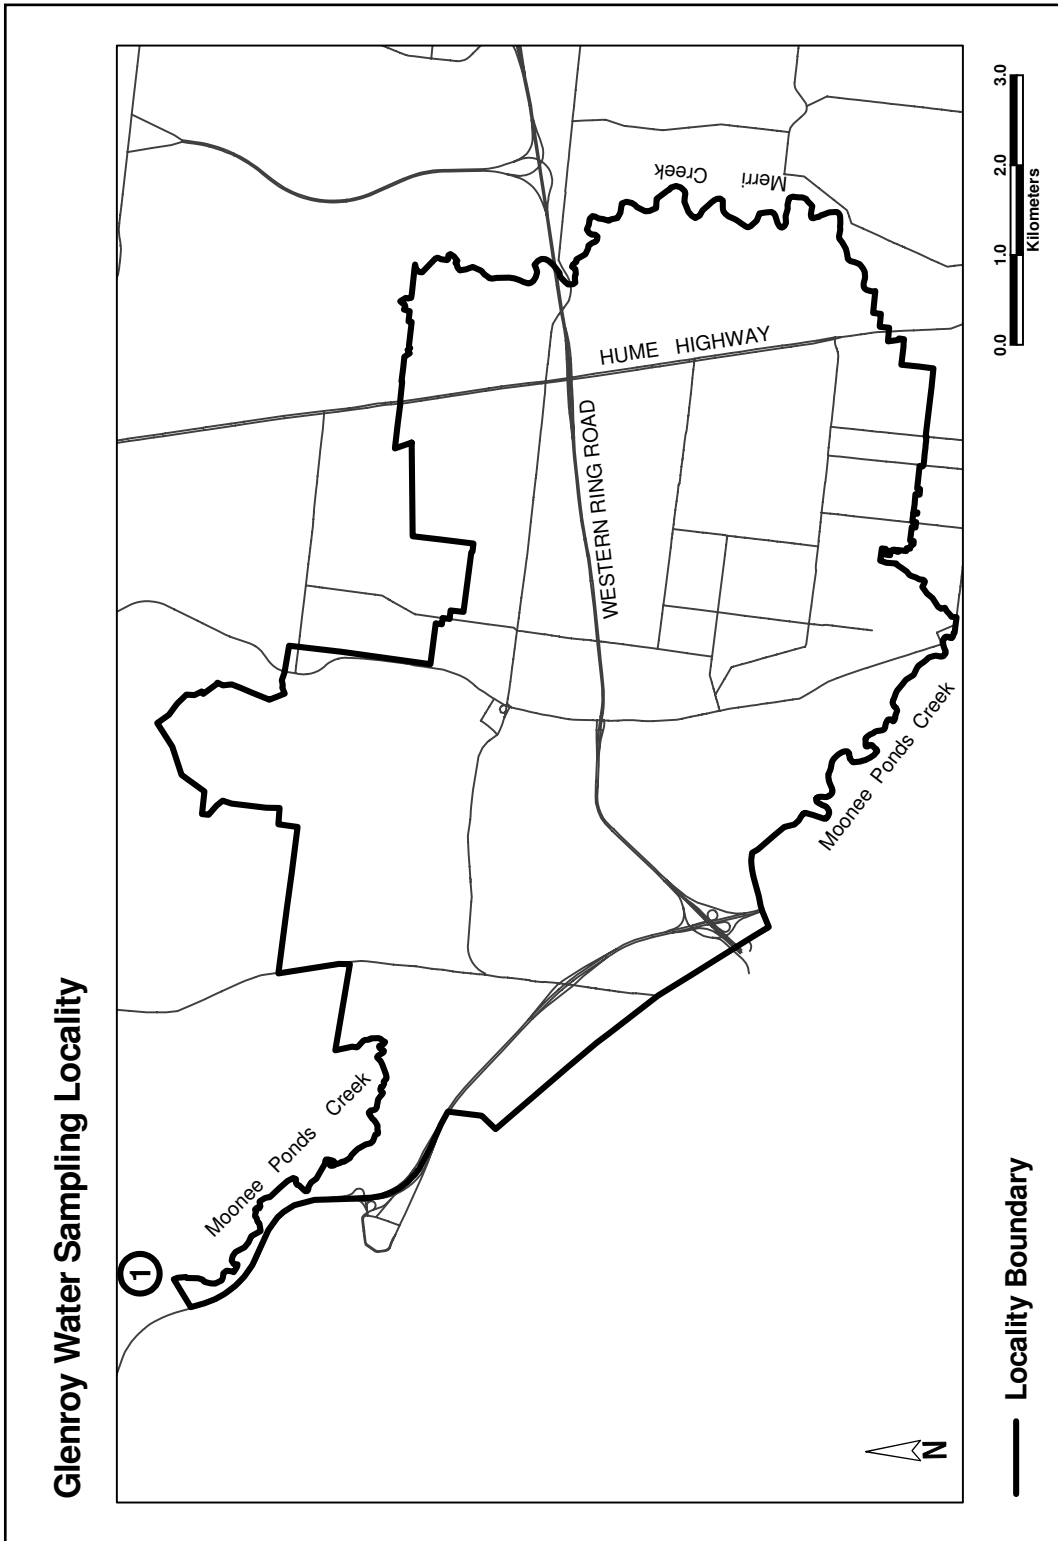 Glenroy Water Sampling Locality
1
Moonee Ponds Creek
Merri
Creek
HUME HIGHWAY
WESTERN RING ROAD
Moonee Ponds Creek
N
Locality Boundary
0.0 1.0 2.0 3.0
Kilometers